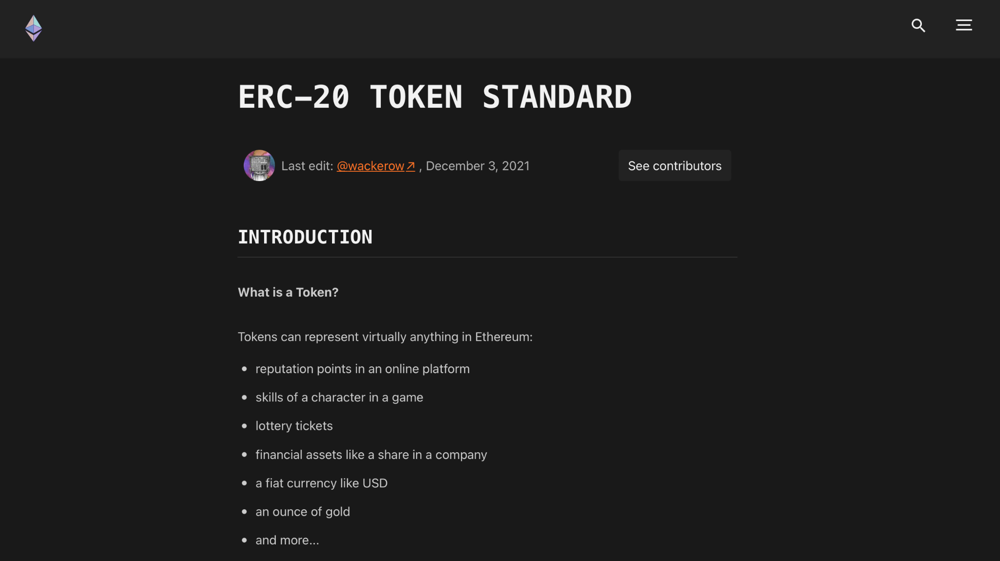 ERC-20 TOKEN STANDARD
Last edit: @wackerow↗ , December 3, 2021
See contributors
INTRODUCTION
What is a Token?
Tokens can represent virtually anything in Ethereum:
• reputation points in an online platform
• skills of a character in a game
• lottery tickets
• financial assets like a share in a company
• a fiat currency like USD
• an ounce of gold
• and more...